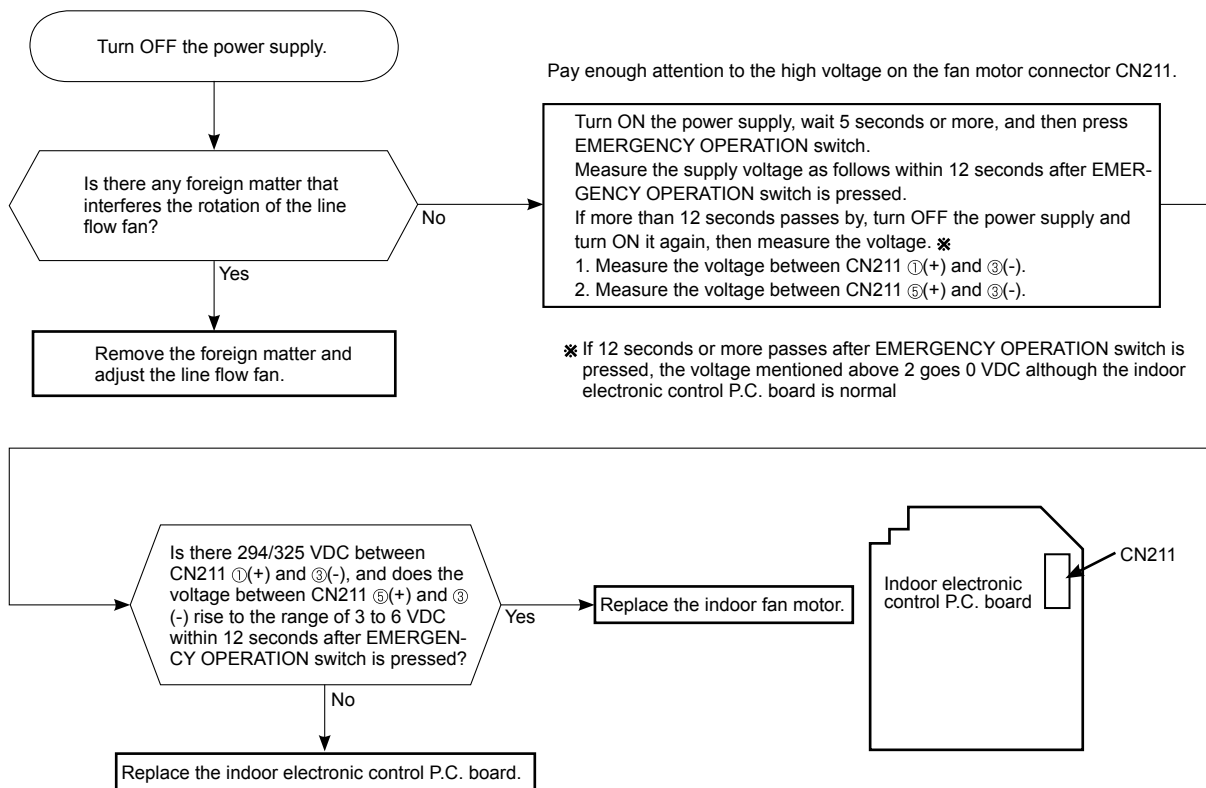 Turn OFF the power supply.
Is there any foreign matter that
interferes the rotation of the line
flow fan?
No
Yes
Remove the foreign matter and
adjust the line flow fan.
Pay enough attention to the high voltage on the fan motor connector CN211.
Turn ON the power supply, wait 5 seconds or more, and then press
EMERGENCY OPERATION switch.
Measure the supply voltage as follows within 12 seconds after EMER-
GENCY OPERATION switch is pressed.
If more than 12 seconds passes by, turn OFF the power supply and
turn ON it again, then measure the voltage. ※
1. Measure the voltage between CN211 ①(+) and ③(-).
2. Measure the voltage between CN211 ⑤(+) and ③(-).
※ If 12 seconds or more passes after EMERGENCY OPERATION switch is
pressed, the voltage mentioned above 2 goes 0 VDC although the indoor
electronic control P.C. board is normal
Is there 294/325 VDC between
CN211 ①(+) and ③(-), and does the
voltage between CN211 ⑤(+) and ③
(-) rise to the range of 3 to 6 VDC
within 12 seconds after EMERGEN-
CY OPERATION switch is pressed?
Yes
Replace the indoor fan motor.
No
Replace the indoor electronic control P.C. board.
Indoor electronic
control P.C. board
CN211